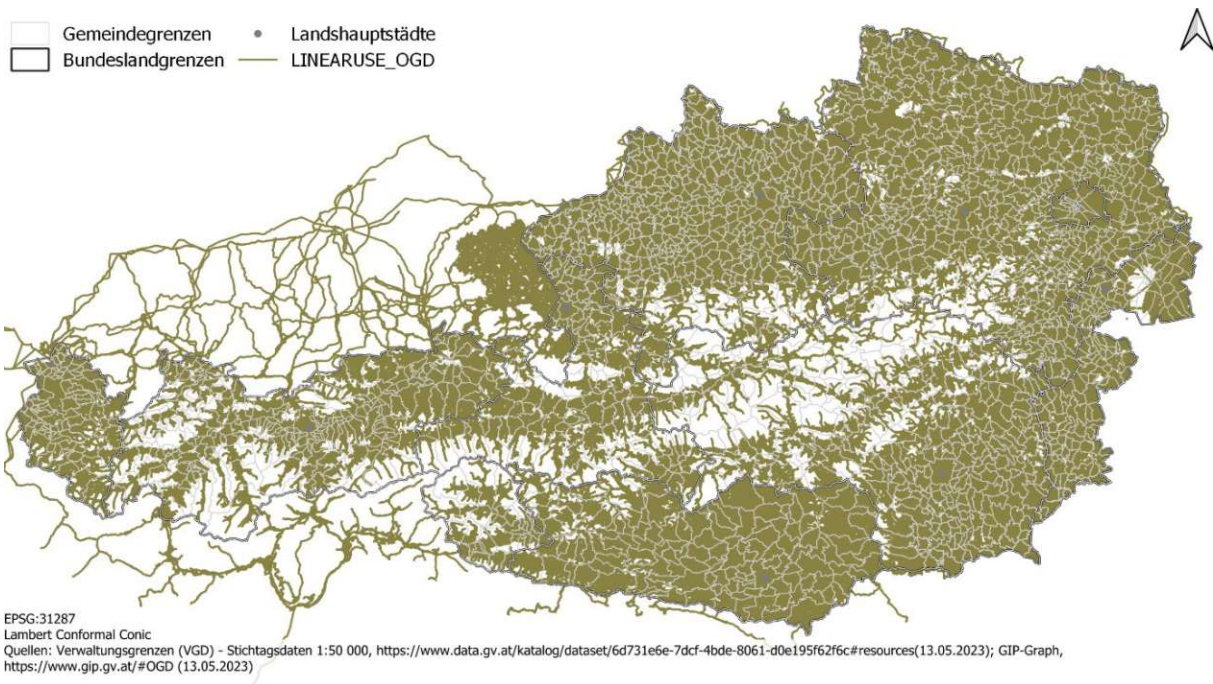 Gemeindegrenzen
Landshauptstädte
Bundeslandgrenzen
LINEARUSE_OGD
EPSG:31287
Lambert Conformal Conic
Quellen: Verwaltungsgrenzen (VGD) - Stichtagsdaten 1:50 000, https://www.data.gv.at/katalog/dataset/6d731e6e-7dcf-4bde-8061-d0e195f62f6c#resources(13.05.2023); GIP-Graph,
https://www.gip.gv.at/#OGD (13.05.2023)